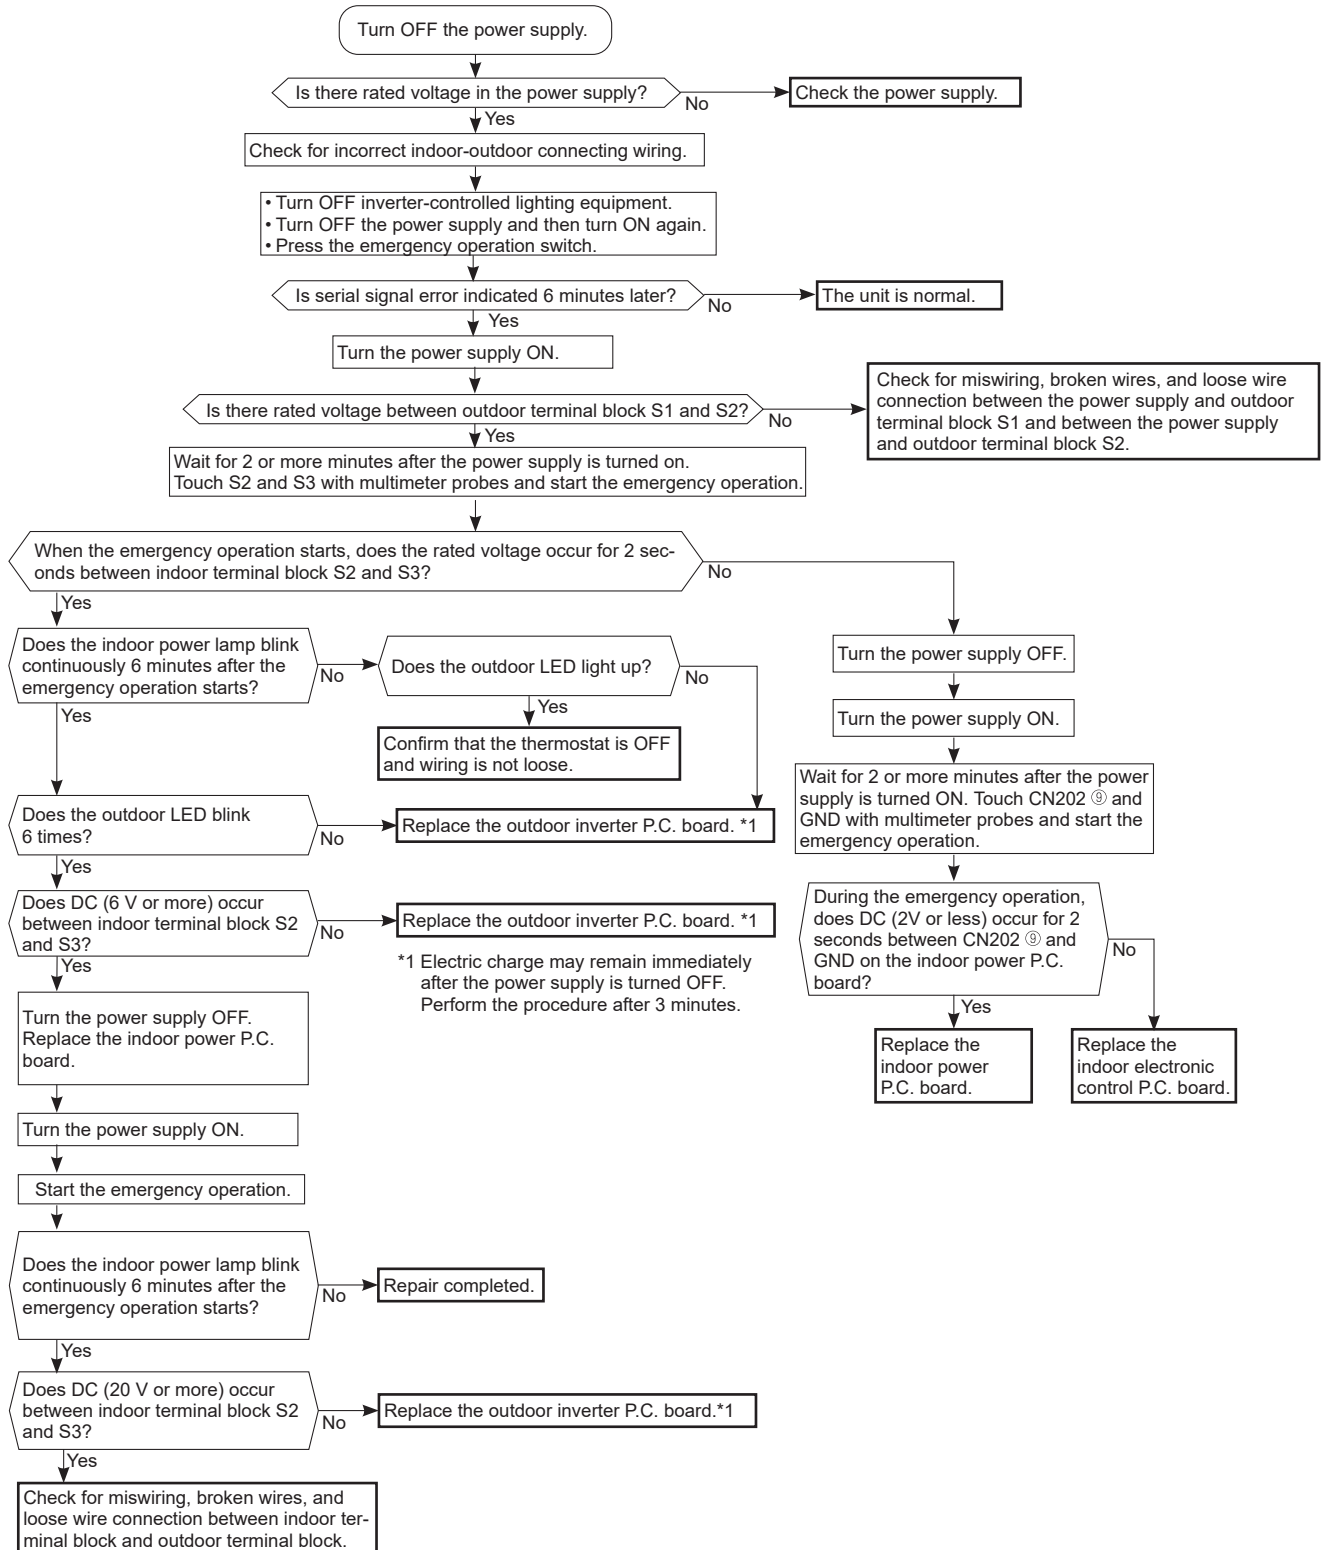 Turn OFF the power supply.
Is there rated voltage in the power supply?
No
Check the power supply.
Yes
Check for incorrect indoor-outdoor connecting wiring.
• Turn OFF inverter-controlled lighting equipment.
• Turn OFF the power supply and then turn ON again.
• Press the emergency operation switch.
Is serial signal error indicated 6 minutes later?
No
The unit is normal.
Yes
Turn the power supply ON.
Is there rated voltage between outdoor terminal block S1 and S2?
No
Check for miswiring, broken wires, and loose wire
connection between the power supply and outdoor
terminal block S1 and between the power supply
and outdoor terminal block S2.
Yes
Wait for 2 or more minutes after the power supply is turned on.
Touch S2 and S3 with multimeter probes and start the emergency operation.
When the emergency operation starts, does the rated voltage occur for 2 sec-
onds between indoor terminal block S2 and S3?
No
Yes
Does the indoor power lamp blink
continuously 6 minutes after the
emergency operation starts?
No
Does the outdoor LED light up?
No
Yes
Confirm that the thermostat is OFF
and wiring is not loose.
Yes
Does the outdoor LED blink
6 times?
No
Replace the outdoor inverter P.C. board. *1
Yes
Does DC (6 V or more) occur
between indoor terminal block S2
and S3?
No
Replace the outdoor inverter P.C. board. *1
*1 Electric charge may remain immediately
after the power supply is turned OFF.
Perform the procedure after 3 minutes.
Yes
Turn the power supply OFF.
Replace the indoor power P.C.
board.
Turn the power supply ON.
Start the emergency operation.
Does the indoor power lamp blink
continuously 6 minutes after the
emergency operation starts?
No
Repair completed.
Yes
Does DC (20 V or more) occur
between indoor terminal block S2
and S3?
No
Replace the outdoor inverter P.C. board.*1
Yes
Check for miswiring, broken wires, and
loose wire connection between indoor ter-
minal block and outdoor terminal block.
Turn the power supply OFF.
Turn the power supply ON.
Wait for 2 or more minutes after the power
supply is turned ON. Touch CN202 ⑨ and
GND with multimeter probes and start the
emergency operation.
During the emergency operation,
does DC (2V or less) occur for 2
seconds between CN202 ⑨ and
GND on the indoor power P.C.
board?
No
Yes
Replace the
indoor power
P.C. board.
Replace the
indoor electronic
control P.C. board.